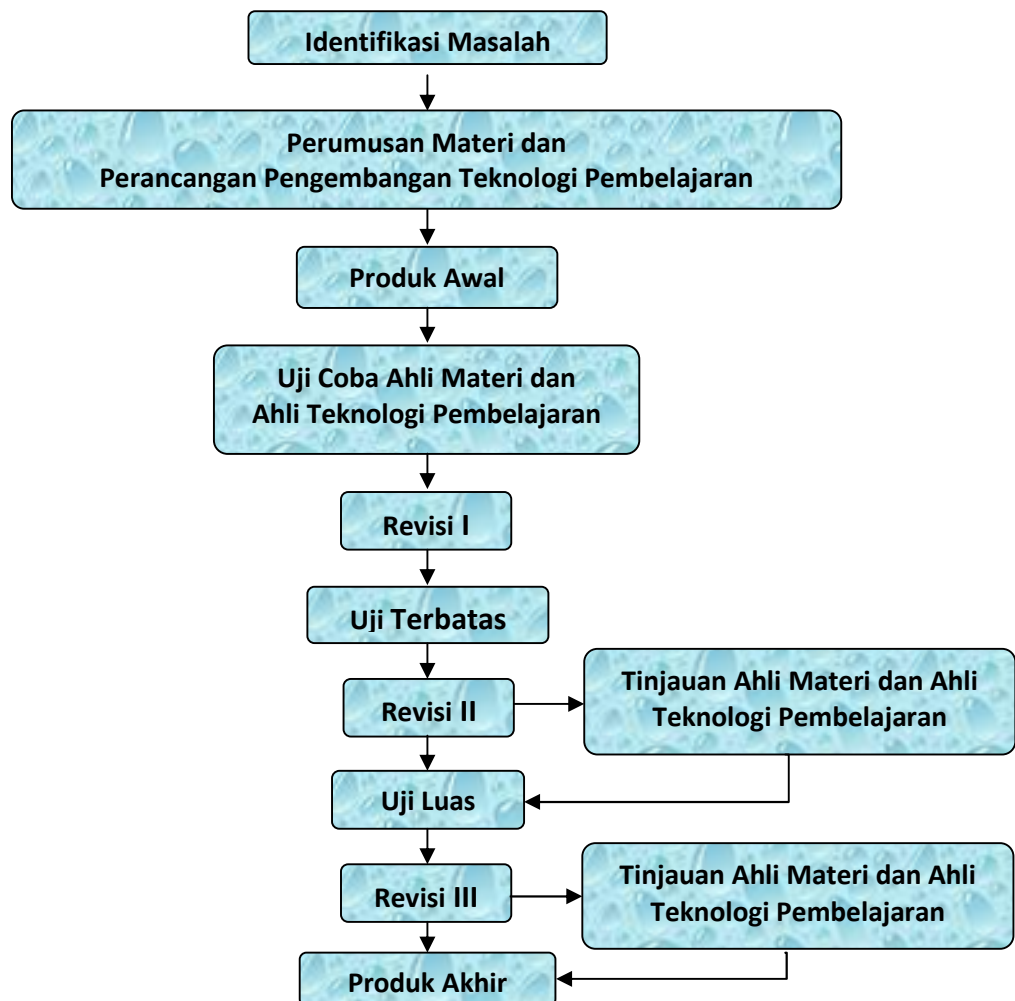 Identifikasi Masalah
Perumusan Materi dan
Perancangan Pengembangan Teknologi Pembelajaran
Produk Awal
Uji Coba Ahli Materi dan
Ahli Teknologi Pembelajaran
Revisi I
Uji Terbatas
Revisi II
Tinjauan Ahli Materi dan Ahli
Teknologi Pembelajaran
Uji Luas
Revisi III
Tinjauan Ahli Materi dan Ahli
Teknologi Pembelajaran
Produk Akhir